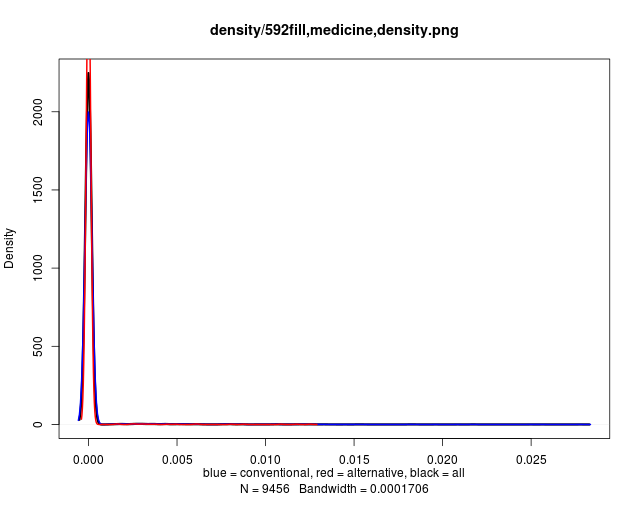 density/592fill,medicine,density.png
Density
2000
1500
1000
500
0
0.000 0.005 0.010 0.015 0.020 0.025
blue = conventional, red = alternative, black = all
N = 9456 Bandwidth = 0.0001706